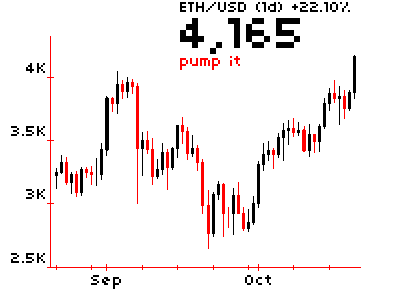 ETH/USD (1d) +22.10%
4,165
pump it
4K
3.5K
3K
2.5K
Sep Oct